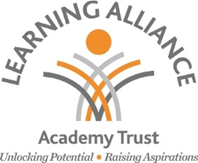 LEARNING ALLIANCE
Academy Trust
Unlocking Potential • Raising Aspirations